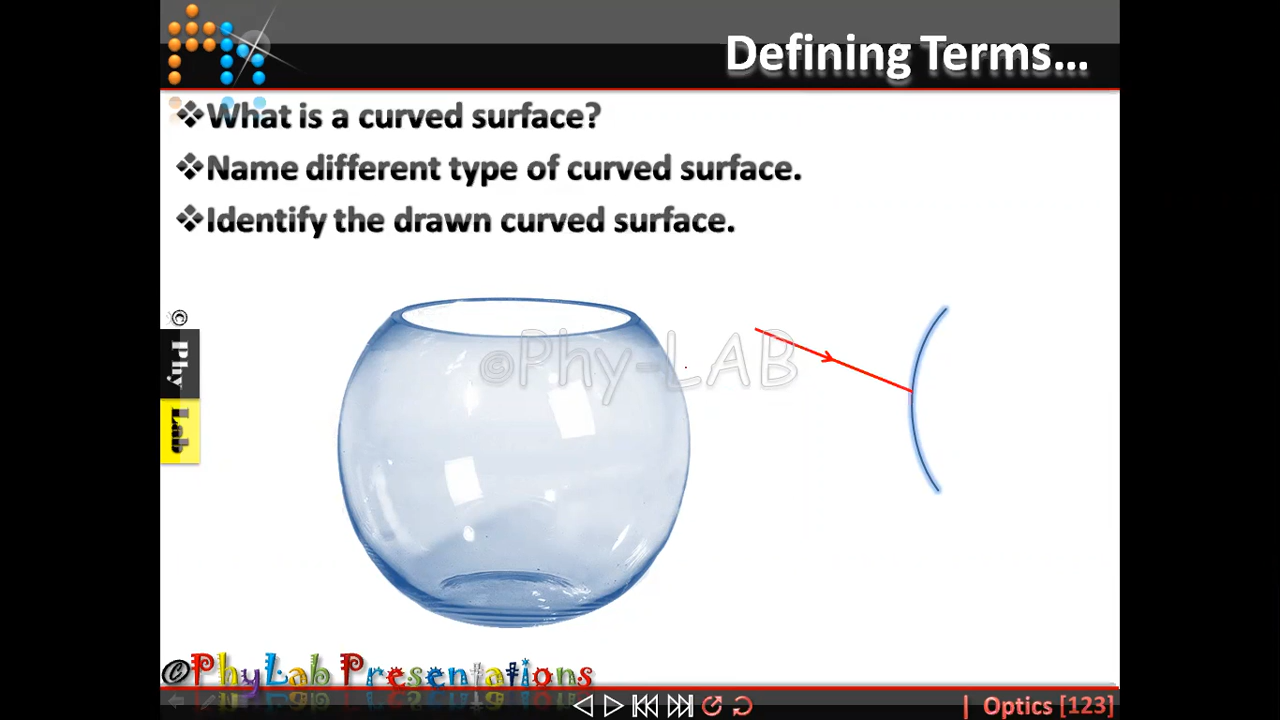 Defining Terms...
❖What is a curved surface?
❖Name different type of curved surface.
❖Identify the drawn curved surface.
©Phy-LAB
© Phy Lab
©PhyLab Presentations
| Optics [123]